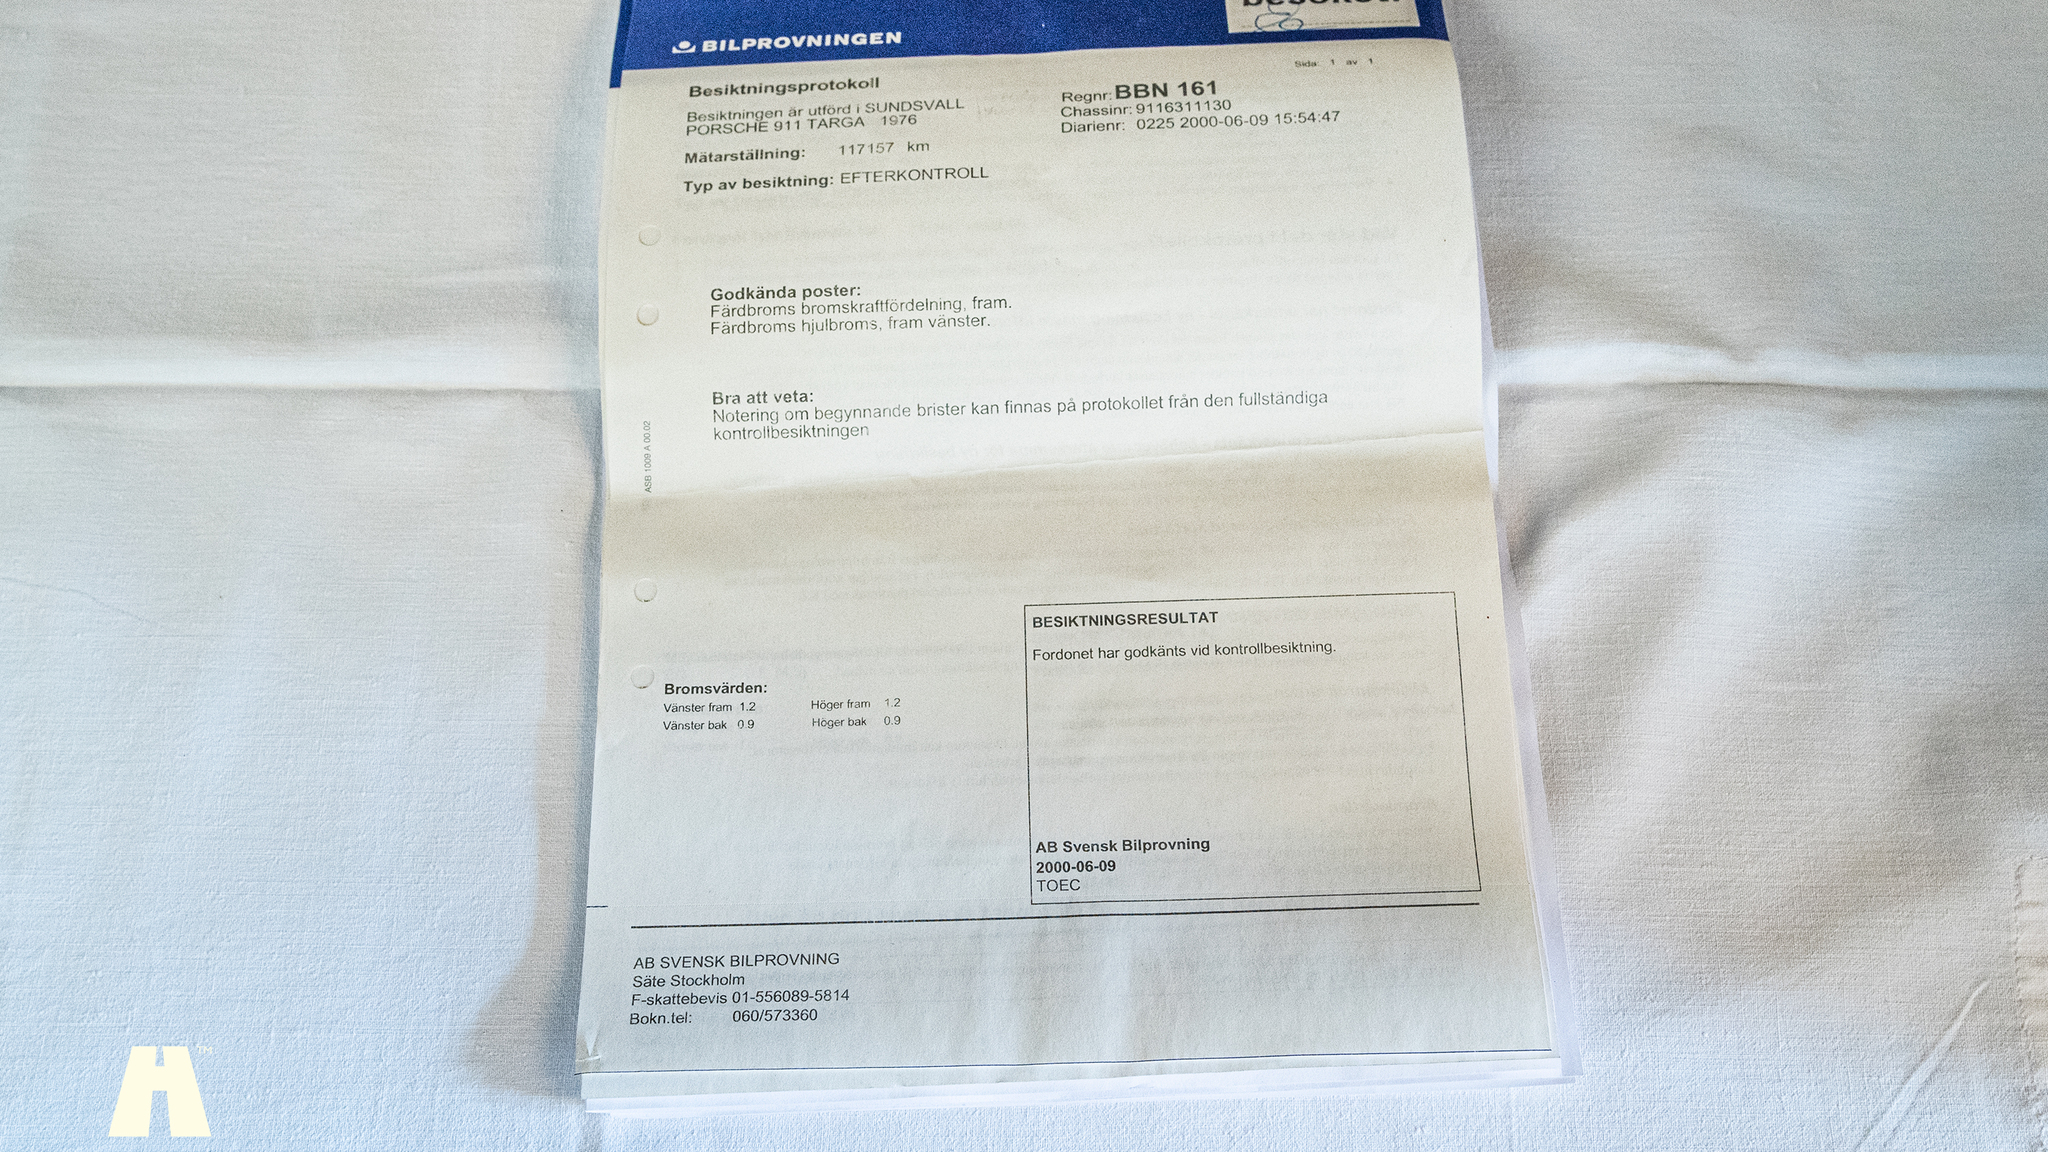 BILPROVNINGEN
Sida: 1 av 1
Besiktningsprotokoll
Besiktningen är utförd i SUNDSVALL
PORSCHE 911 TARGA 1976
Regnr: BBN 161
Chassinr: 9116311130
Diarienr: 0225 2000-06-09 15:54:47
Mätarställning: 117157 km
Typ av besiktning: EFTERKONTROLL
Godkända poster:
Färdbroms bromskraftfördelning, fram.
Färdbroms hjulbroms, fram vänster.
Bra att veta:
Notering om begynnande brister kan finnas på protokollet från den fullständiga
kontrollbesiktningen
ASB 1009 A 00.02
BESIKTNINGSRESULTAT
Fordonet har godkänts vid kontrollbesiktning.
Bromsvärden:
Vänster fram 1.2 Höger fram 1.2
Vänster bak 0.9 Höger bak 0.9
AB Svensk Bilprovning
2000-06-09
TOEC
AB SVENSK BILPROVNING
Säte Stockholm
F-skattebevis 01-556089-5814
Bokn.tel: 060/573360
H™